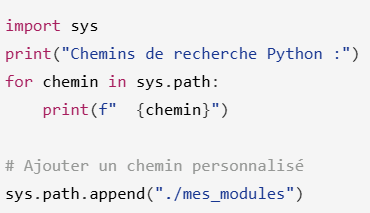 import sys
print("Chemins de recherche Python :")
for chemin in sys.path:
    print(f"  {chemin}")

# Ajouter un chemin personnalisé
sys.path.append("./mes_modules")